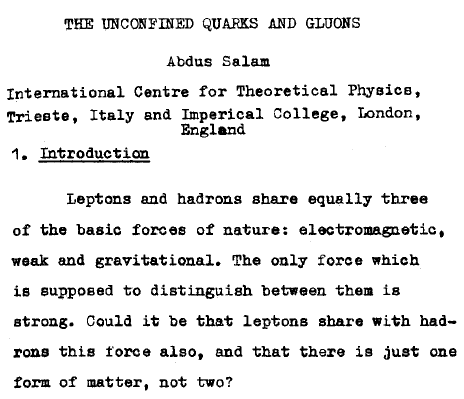 THE UNCONFINED QUARKS AND GLUONS
Abdus Salam
International Centre for Theoretical Physics,
Trieste, Italy and Imperical College, London,
England
1. Introduction
Leptons and hadrons share equally three
of the basic forces of nature: electromagnetic,
weak and gravitational. The only force which
is supposed to distinguish between them is
strong. Could it be that leptons share with had-
rons this force also, and that there is just one
form of matter, not two?